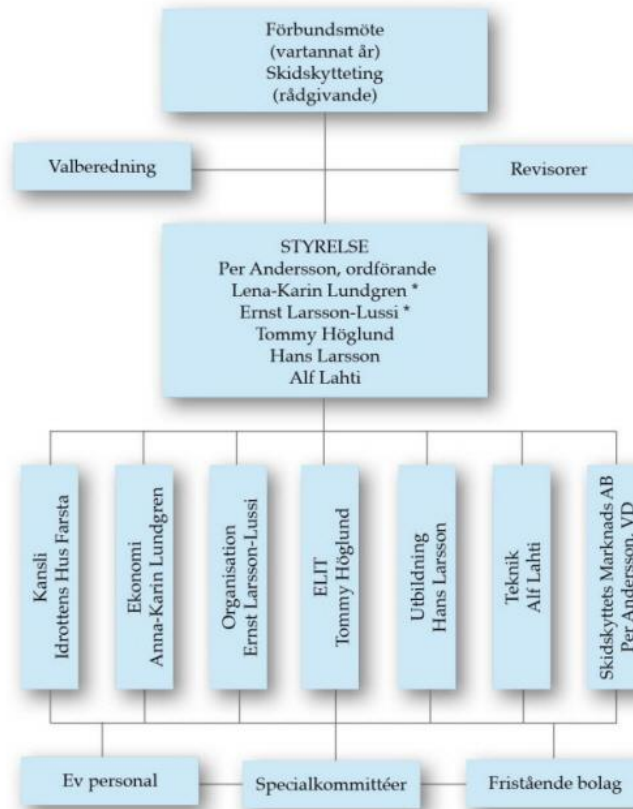 Förbundsmöte
(vartannat år)
Skidskytteting
(rådgivande)
Valberedning
Revisorer
STYRELSE
Per Andersson, ordförande
Lena-Karin Lundgren *
Ernst Larsson-Lussi *
Tommy Höglund
Hans Larsson
Alf Lahti
Kansli
Idrottens Hus Farsta
Ekonomi
Anna-Karin Lundgren
Organisation
Ernst Larsson-Lussi
ELIT
Tommy Höglund
Utbildning
Hans Larsson
Teknik
Alf Lahti
Skidskyttets Marknads AB
Per Andersson, VD
Ev personal
Specialkommittéer
Fristående bolag